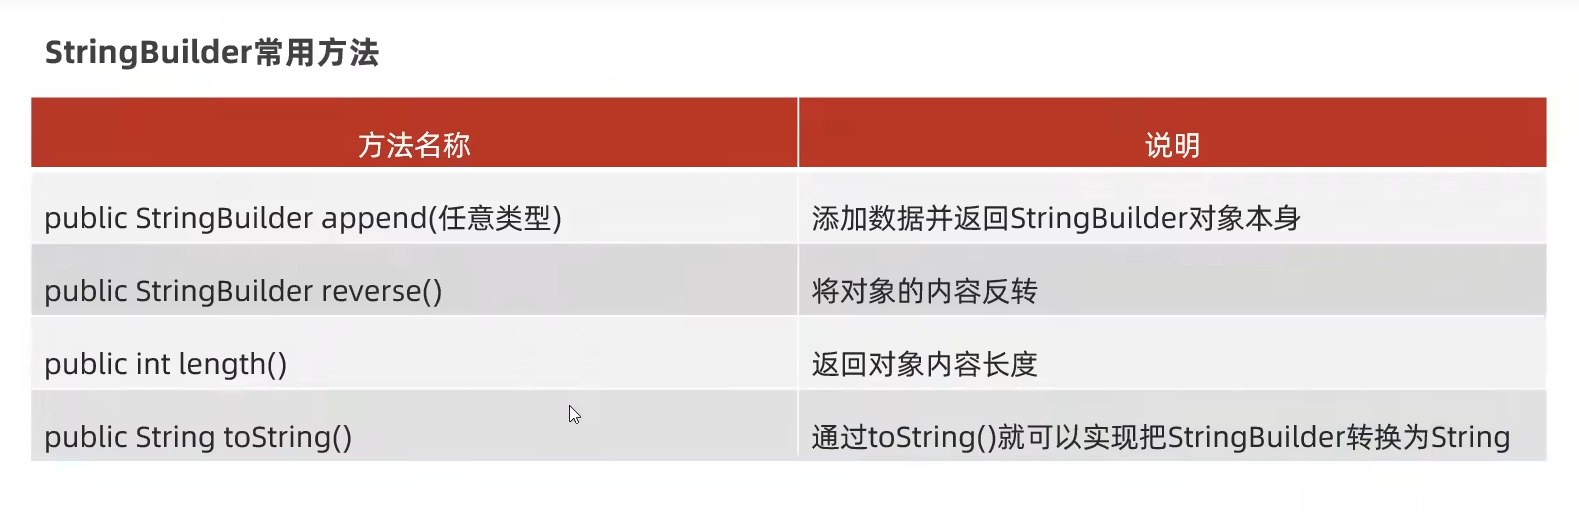 StringBuilder常用方法
方法名称 说明
public StringBuilder append(任意类型) 添加数据并返回StringBuilder对象本身
public StringBuilder reverse() 将对象的内容反转
public int length() 返回对象内容长度
public String toString() 通过toString()就可以实现把StringBuilder转换为String